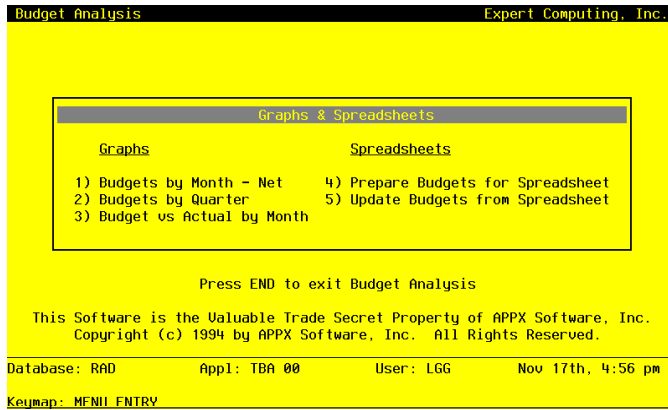 Budget Analysis Expert Computing, Inc.
Graphs & Spreadsheets
Graphs Spreadsheets
1) Budgets by Month - Net 4) Prepare Budgets for Spreadsheet
2) Budgets by Quarter 5) Update Budgets from Spreadsheet
3) Budget vs Actual by Month
Press END to exit Budget Analysis
This Software is the Valuable Trade Secret Property of APPX Software, Inc.
Copyright (c) 1994 by APPX Software, Inc. All Rights Reserved.
Database: RAD Appl: TBA 00 User: LGG Nov 17th, 4:56 pm
Keymap: MENU ENTRY